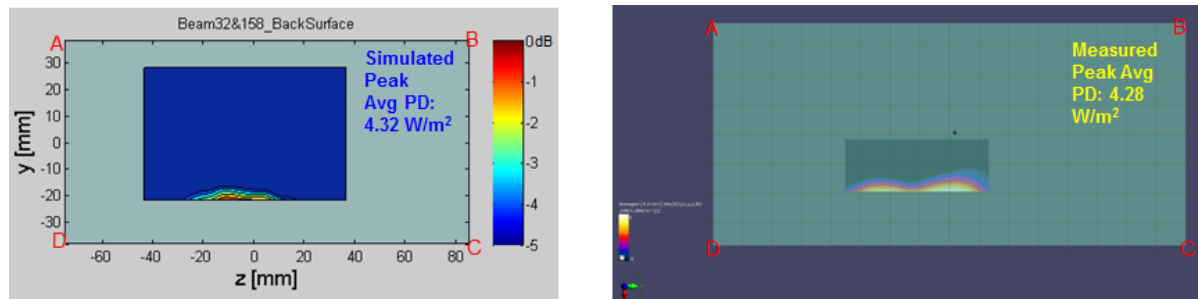 Beam32&158_BackSurface
A
B
Simulated
Peak
Avg PD:
4.32 W/m²
30
20
10
0
-10
-20
-30
y [mm]
D
C
-60
-40
-20
0
20
40
60
80
z [mm]
0dB
-1
-2
-3
-4
-5
A
B
Measured
Peak Avg
PD: 4.28
W/m²
D
C